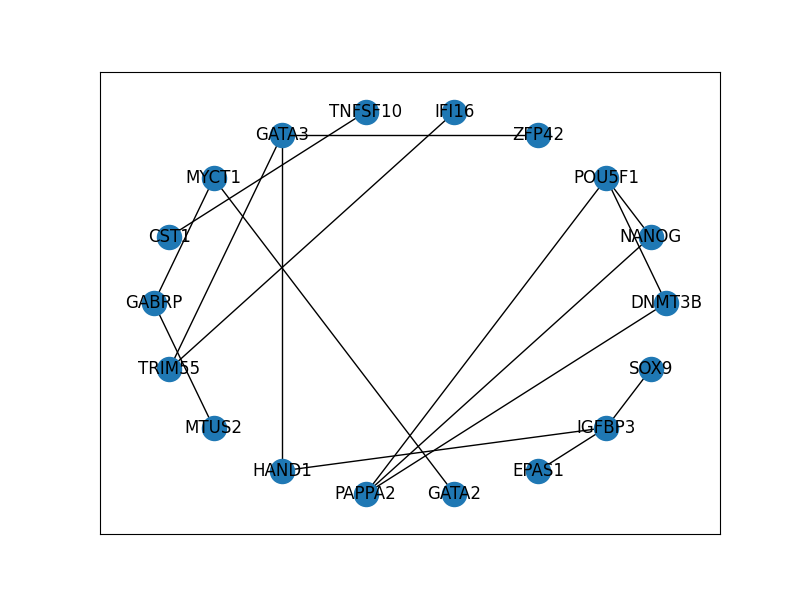 TNFSF10 IFI16
GATA3 ZFP42
MYCT1 POU5F1
CST1 NANOG
GABRP DNMT3B
TRIM55 SOX9
MTUS2 IGFBP3
HAND1 EPAS1
PAPPA2 GATA2